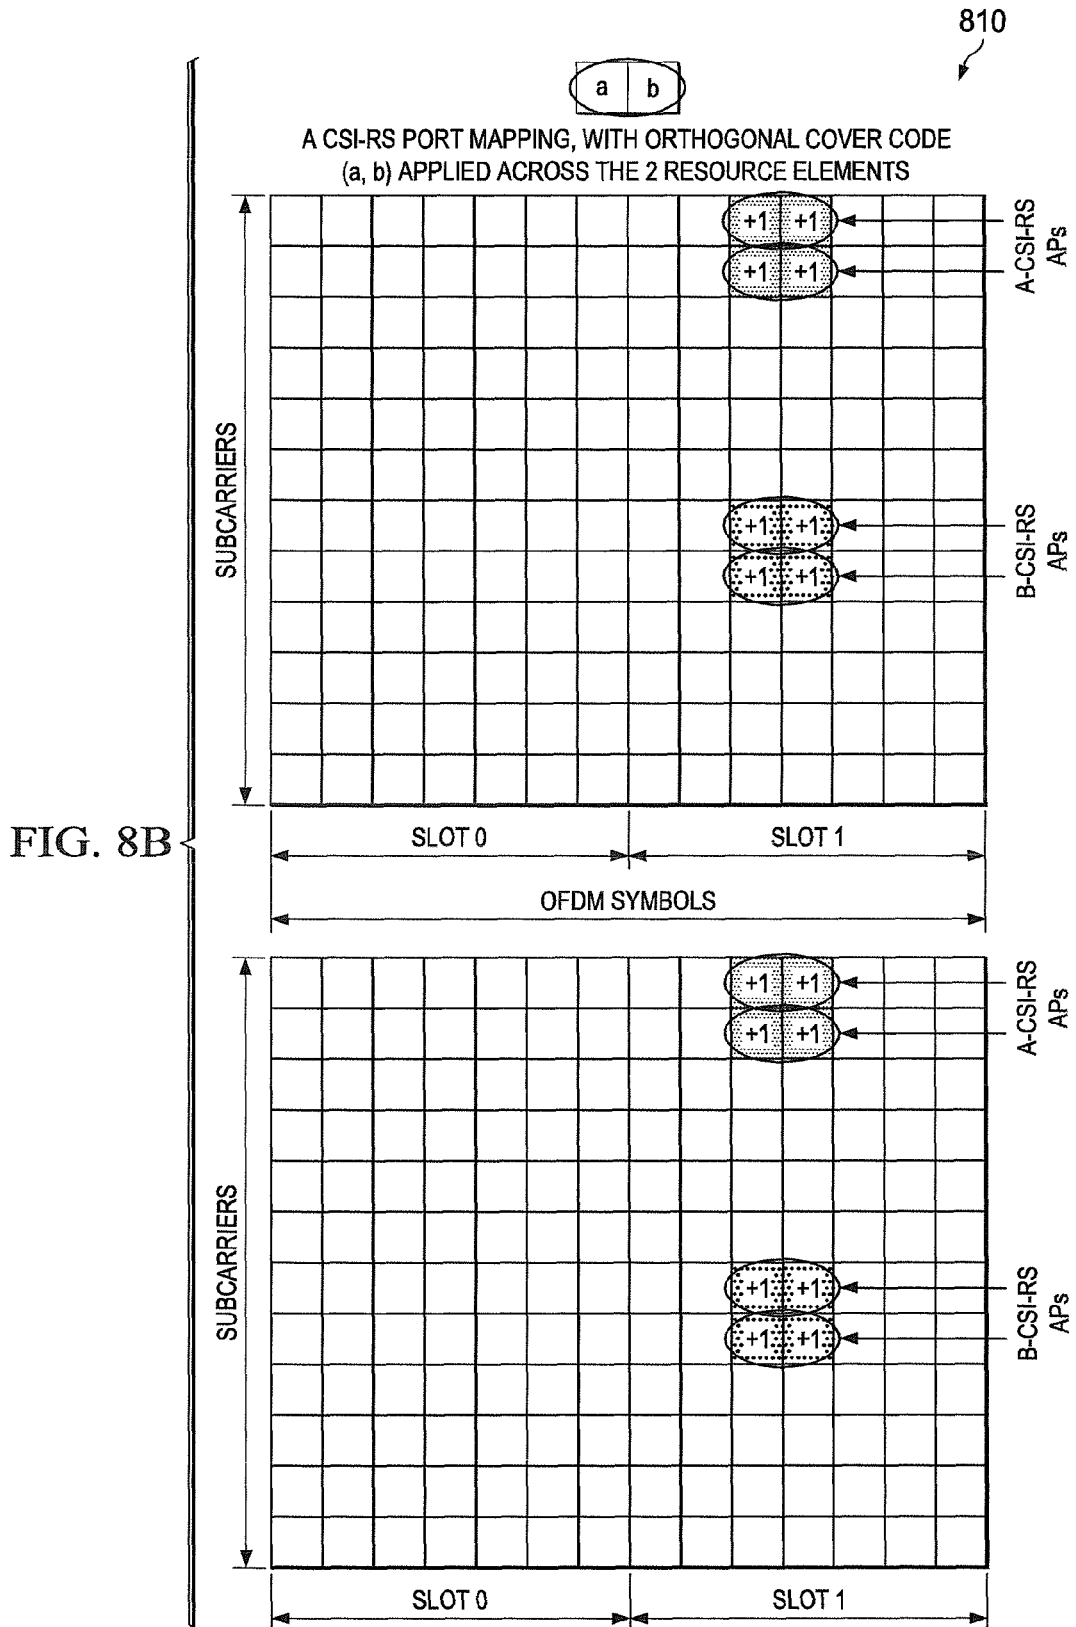 810
a b
A CSI-RS PORT MAPPING, WITH ORTHOGONAL COVER CODE
(a, b) APPLIED ACROSS THE 2 RESOURCE ELEMENTS
SUBCARRIERS
+1 +1
A-CSI-RS
APs
+1 +1
+1 +1
B-CSI-RS
APs
+1 +1
FIG. 8B
SLOT 0
SLOT 1
OFDM SYMBOLS
SUBCARRIERS
+1 +1
A-CSI-RS
APs
+1 +1
+1 +1
B-CSI-RS
APs
+1 +1
SLOT 0
SLOT 1